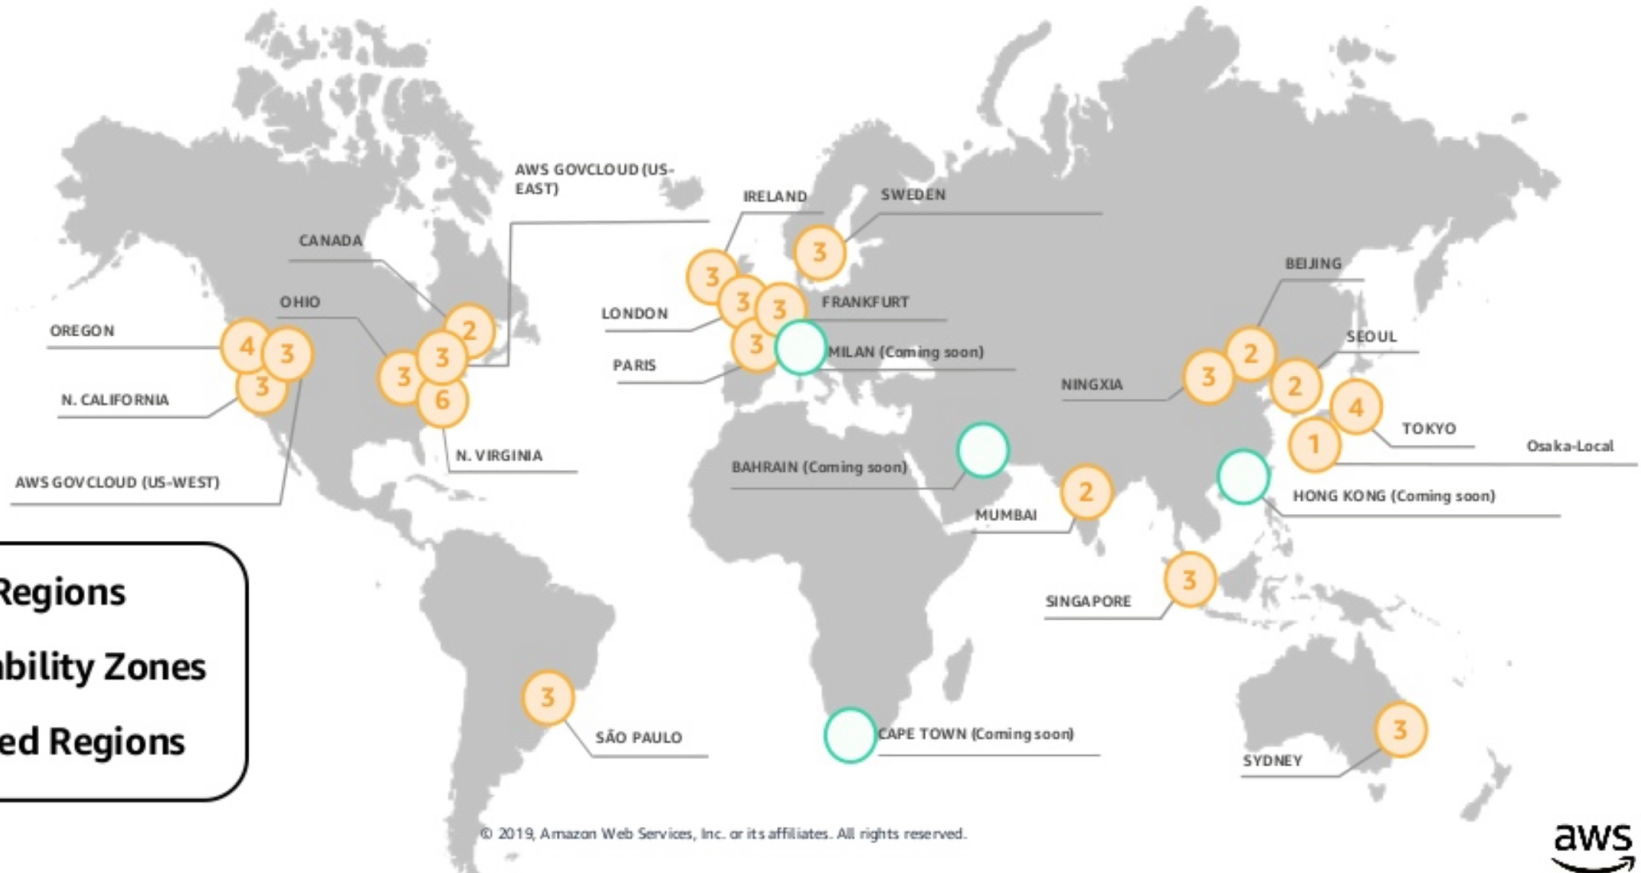 AWS GOVCLOUD (US-
EAST)
IRELAND
SWEDEN
CANADA
BEIJING
OHIO
LONDON
FRANKFURT
OREGON
SEOUL
MILAN (Coming soon)
PARIS
NINGXIA
N. CALIFORNIA
TOKYO
Osaka-Local
N. VIRGINIA
BAHRAIN (Coming soon)
AWS GOVCLOUD (US-WEST)
HONG KONG (Coming soon)
MUMBAI
SINGAPORE
SÃO PAULO
CAPE TOWN (Coming soon)
SYDNEY
3
3
3
3
3
2
4
3
3
3
3
6
2
3
2
4
1
2
3
3
3
Regions
ability Zones
ed Regions
© 2019, Amazon Web Services, Inc. or its affiliates. All rights reserved.
aws